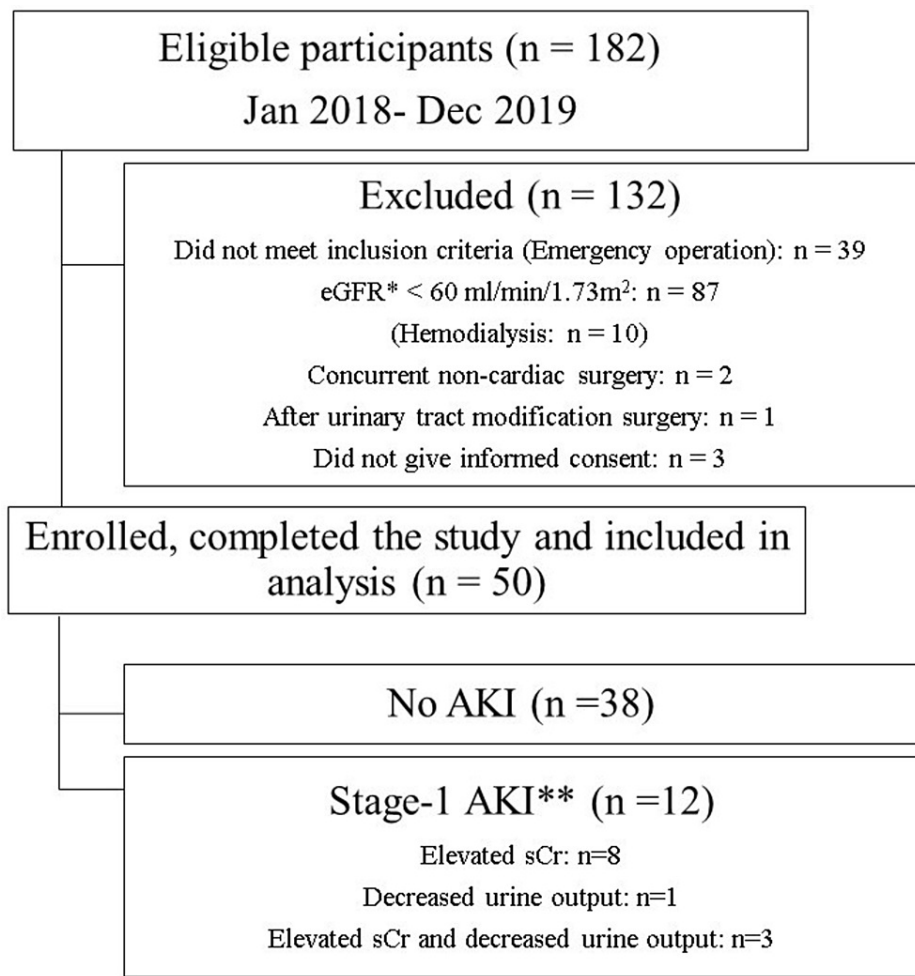 Eligible participants (n = 182)
Jan 2018- Dec 2019
Excluded (n = 132)
Did not meet inclusion criteria (Emergency operation): n = 39
eGFR* < 60 ml/min/1.73m²: n = 87
(Hemodialysis: n = 10)
Concurrent non-cardiac surgery: n = 2
After urinary tract modification surgery: n = 1
Did not give informed consent: n = 3
Enrolled, completed the study and included in
analysis (n = 50)
No AKI (n =38)
Stage-1 AKI** (n =12)
Elevated sCr: n=8
Decreased urine output: n=1
Elevated sCr and decreased urine output: n=3